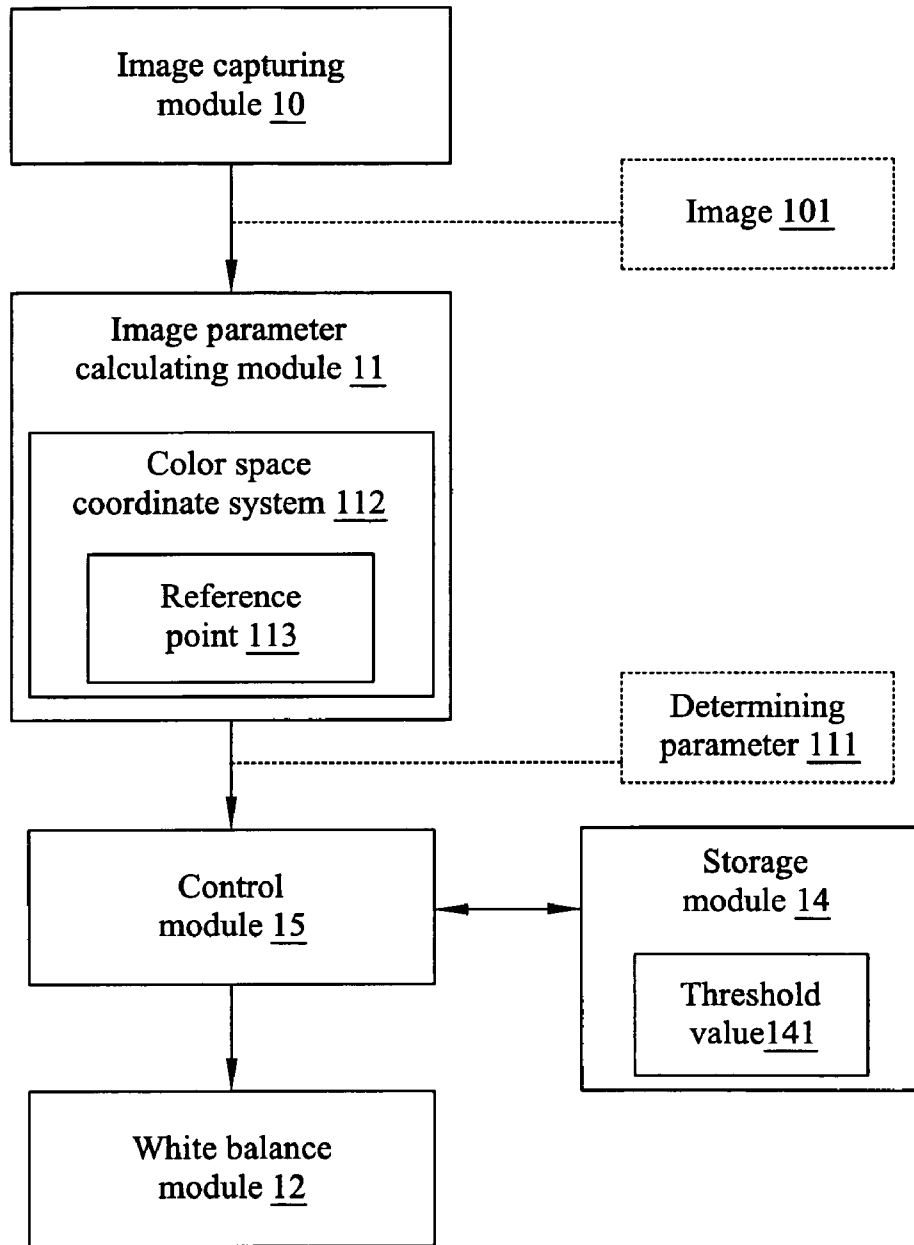 Image capturing
module 10
Image 101
Image parameter
calculating module 11
Color space
coordinate system 112
Reference
point 113
Determining
parameter 111
Control
module 15
Storage
module 14
Threshold
value141
White balance
module 12